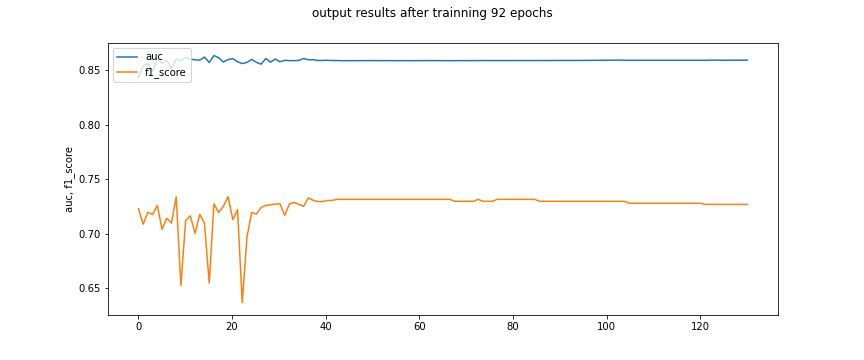 output results after trainning 92 epochs
auc
f1_score
auc, f1_score
0.85
0.80
0.75
0.70
0.65
0 20 40 60 80 100 120